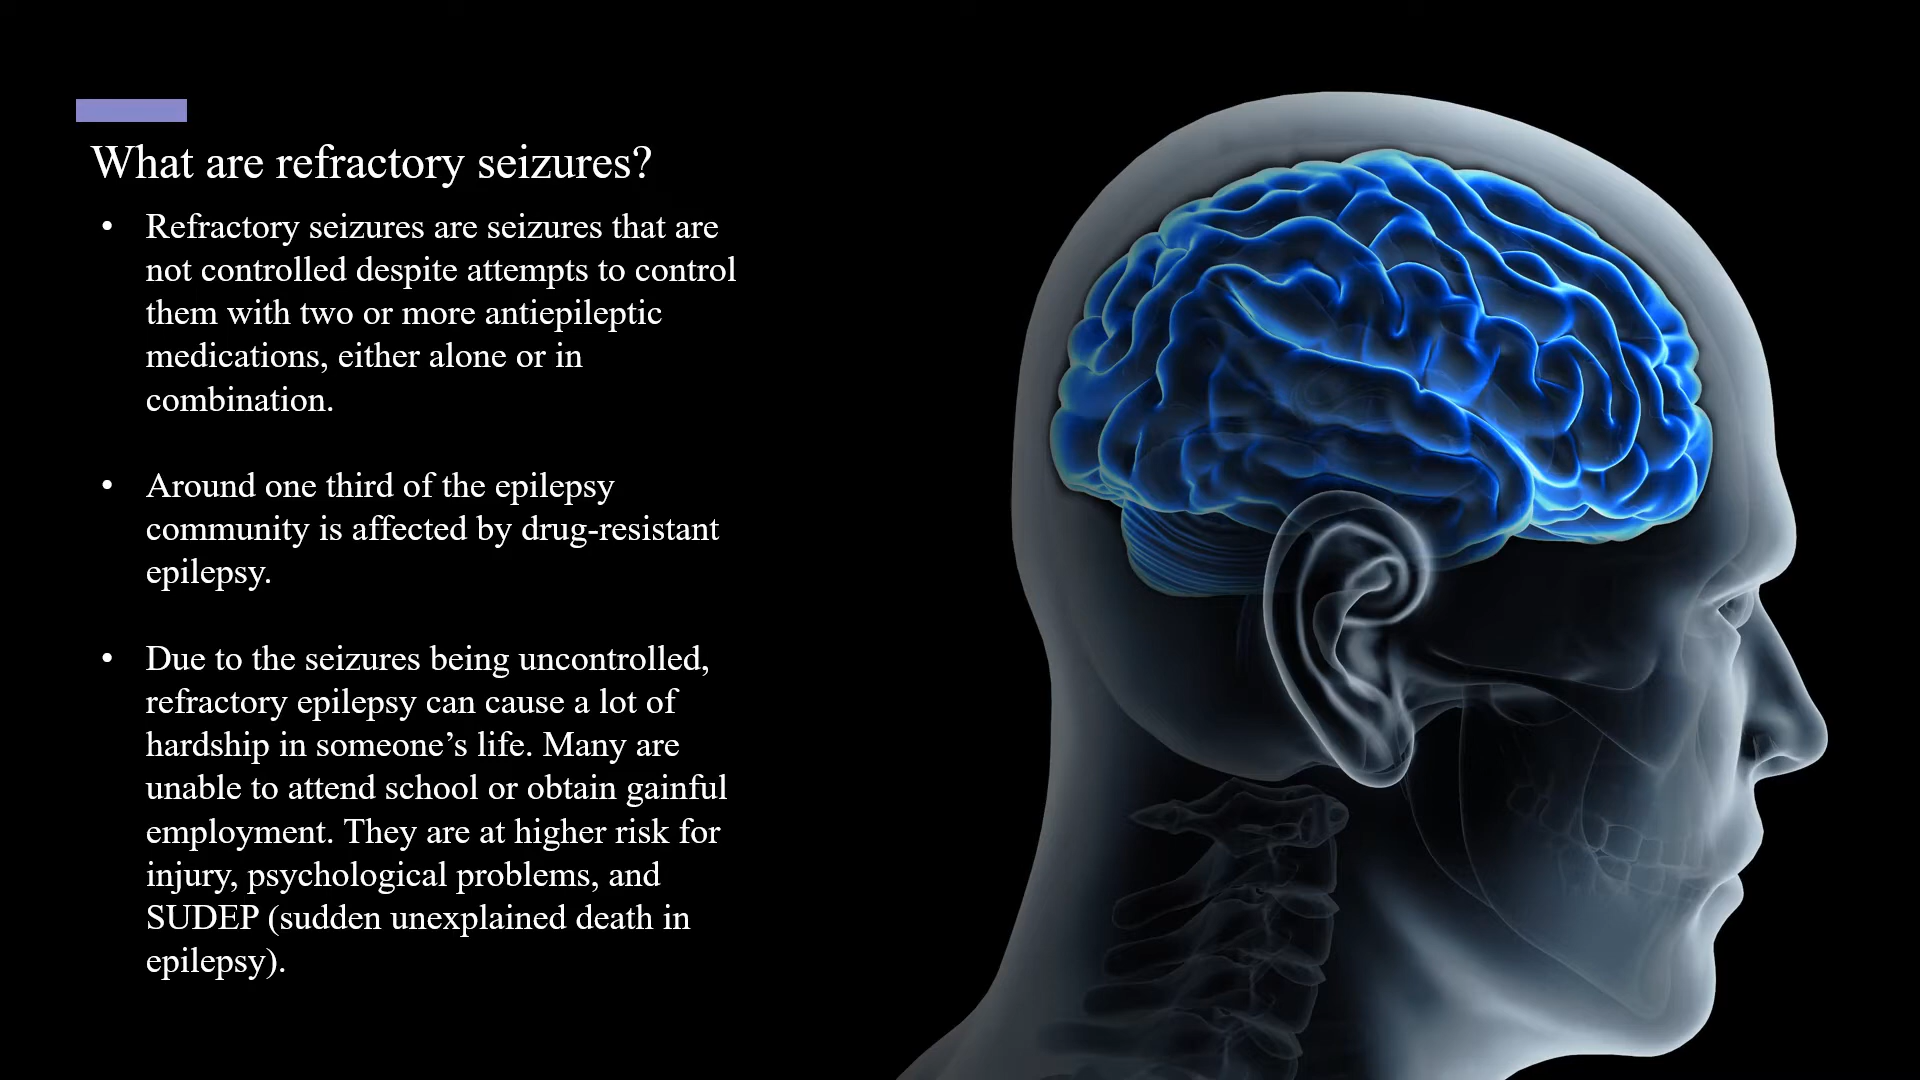 What are refractory seizures?
• Refractory seizures are seizures that are
not controlled despite attempts to control
them with two or more antiepileptic
medications, either alone or in
combination.
• Around one third of the epilepsy
community is affected by drug-resistant
epilepsy.
• Due to the seizures being uncontrolled,
refractory epilepsy can cause a lot of
hardship in someone’s life. Many are
unable to attend school or obtain gainful
employment. They are at higher risk for
injury, psychological problems, and
SUDEP (sudden unexplained death in
epilepsy).